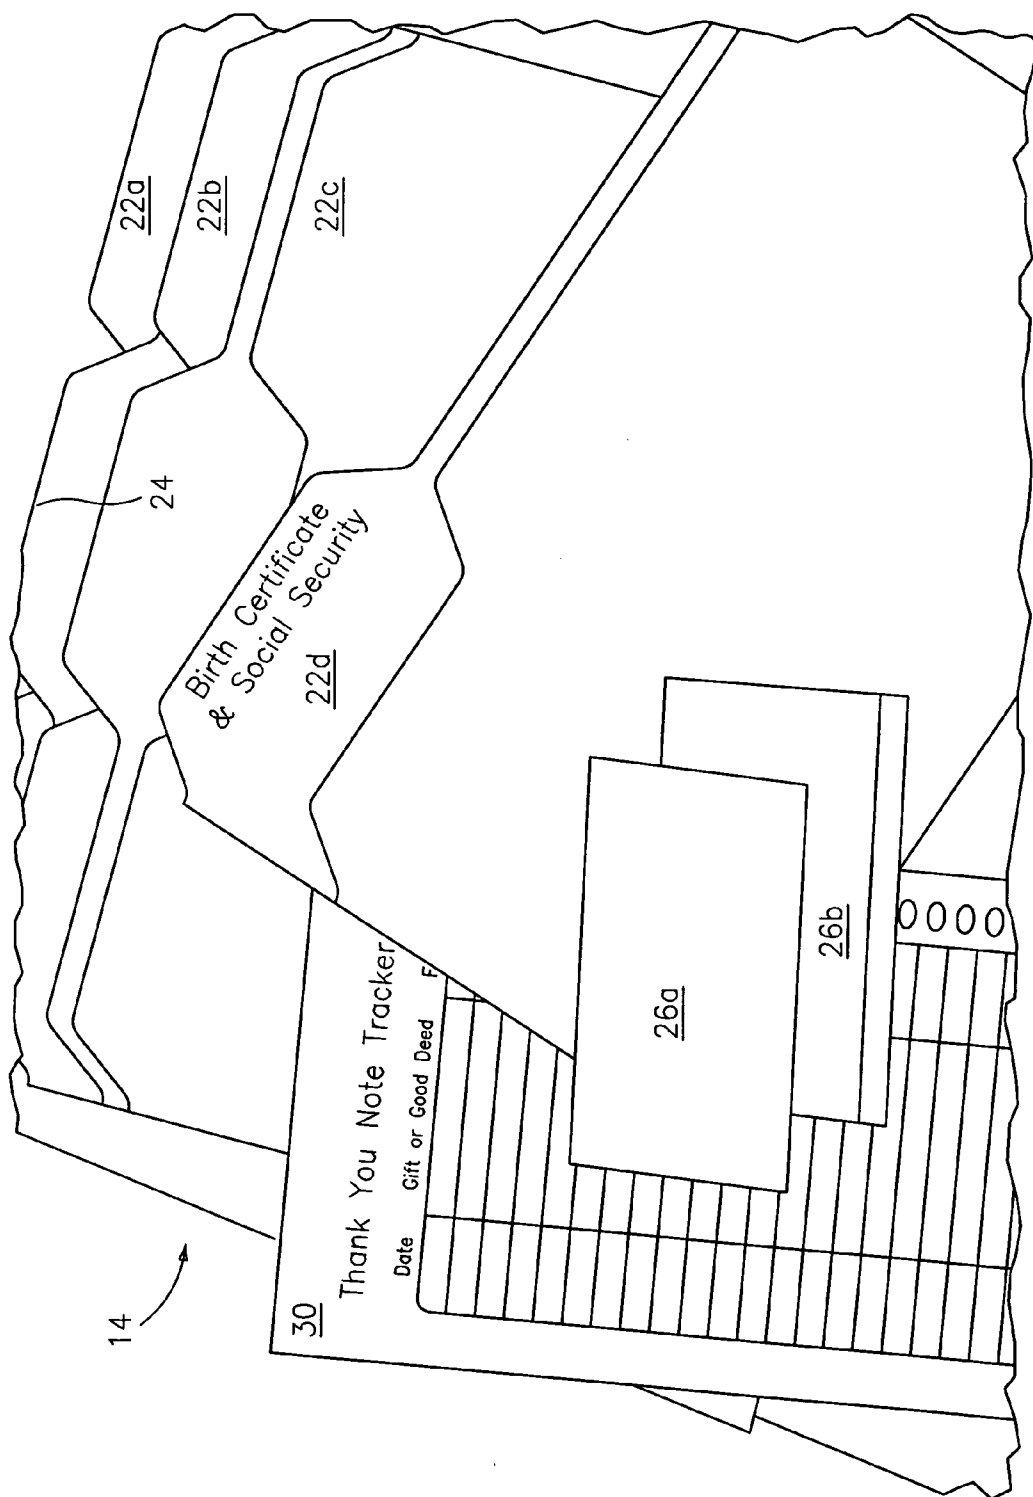 22a
22b
22c
24
Birth Certificate
& Social Security
22d
14
30
Thank You Note Tracker
Date Gift or Good Deed F
26a
26b